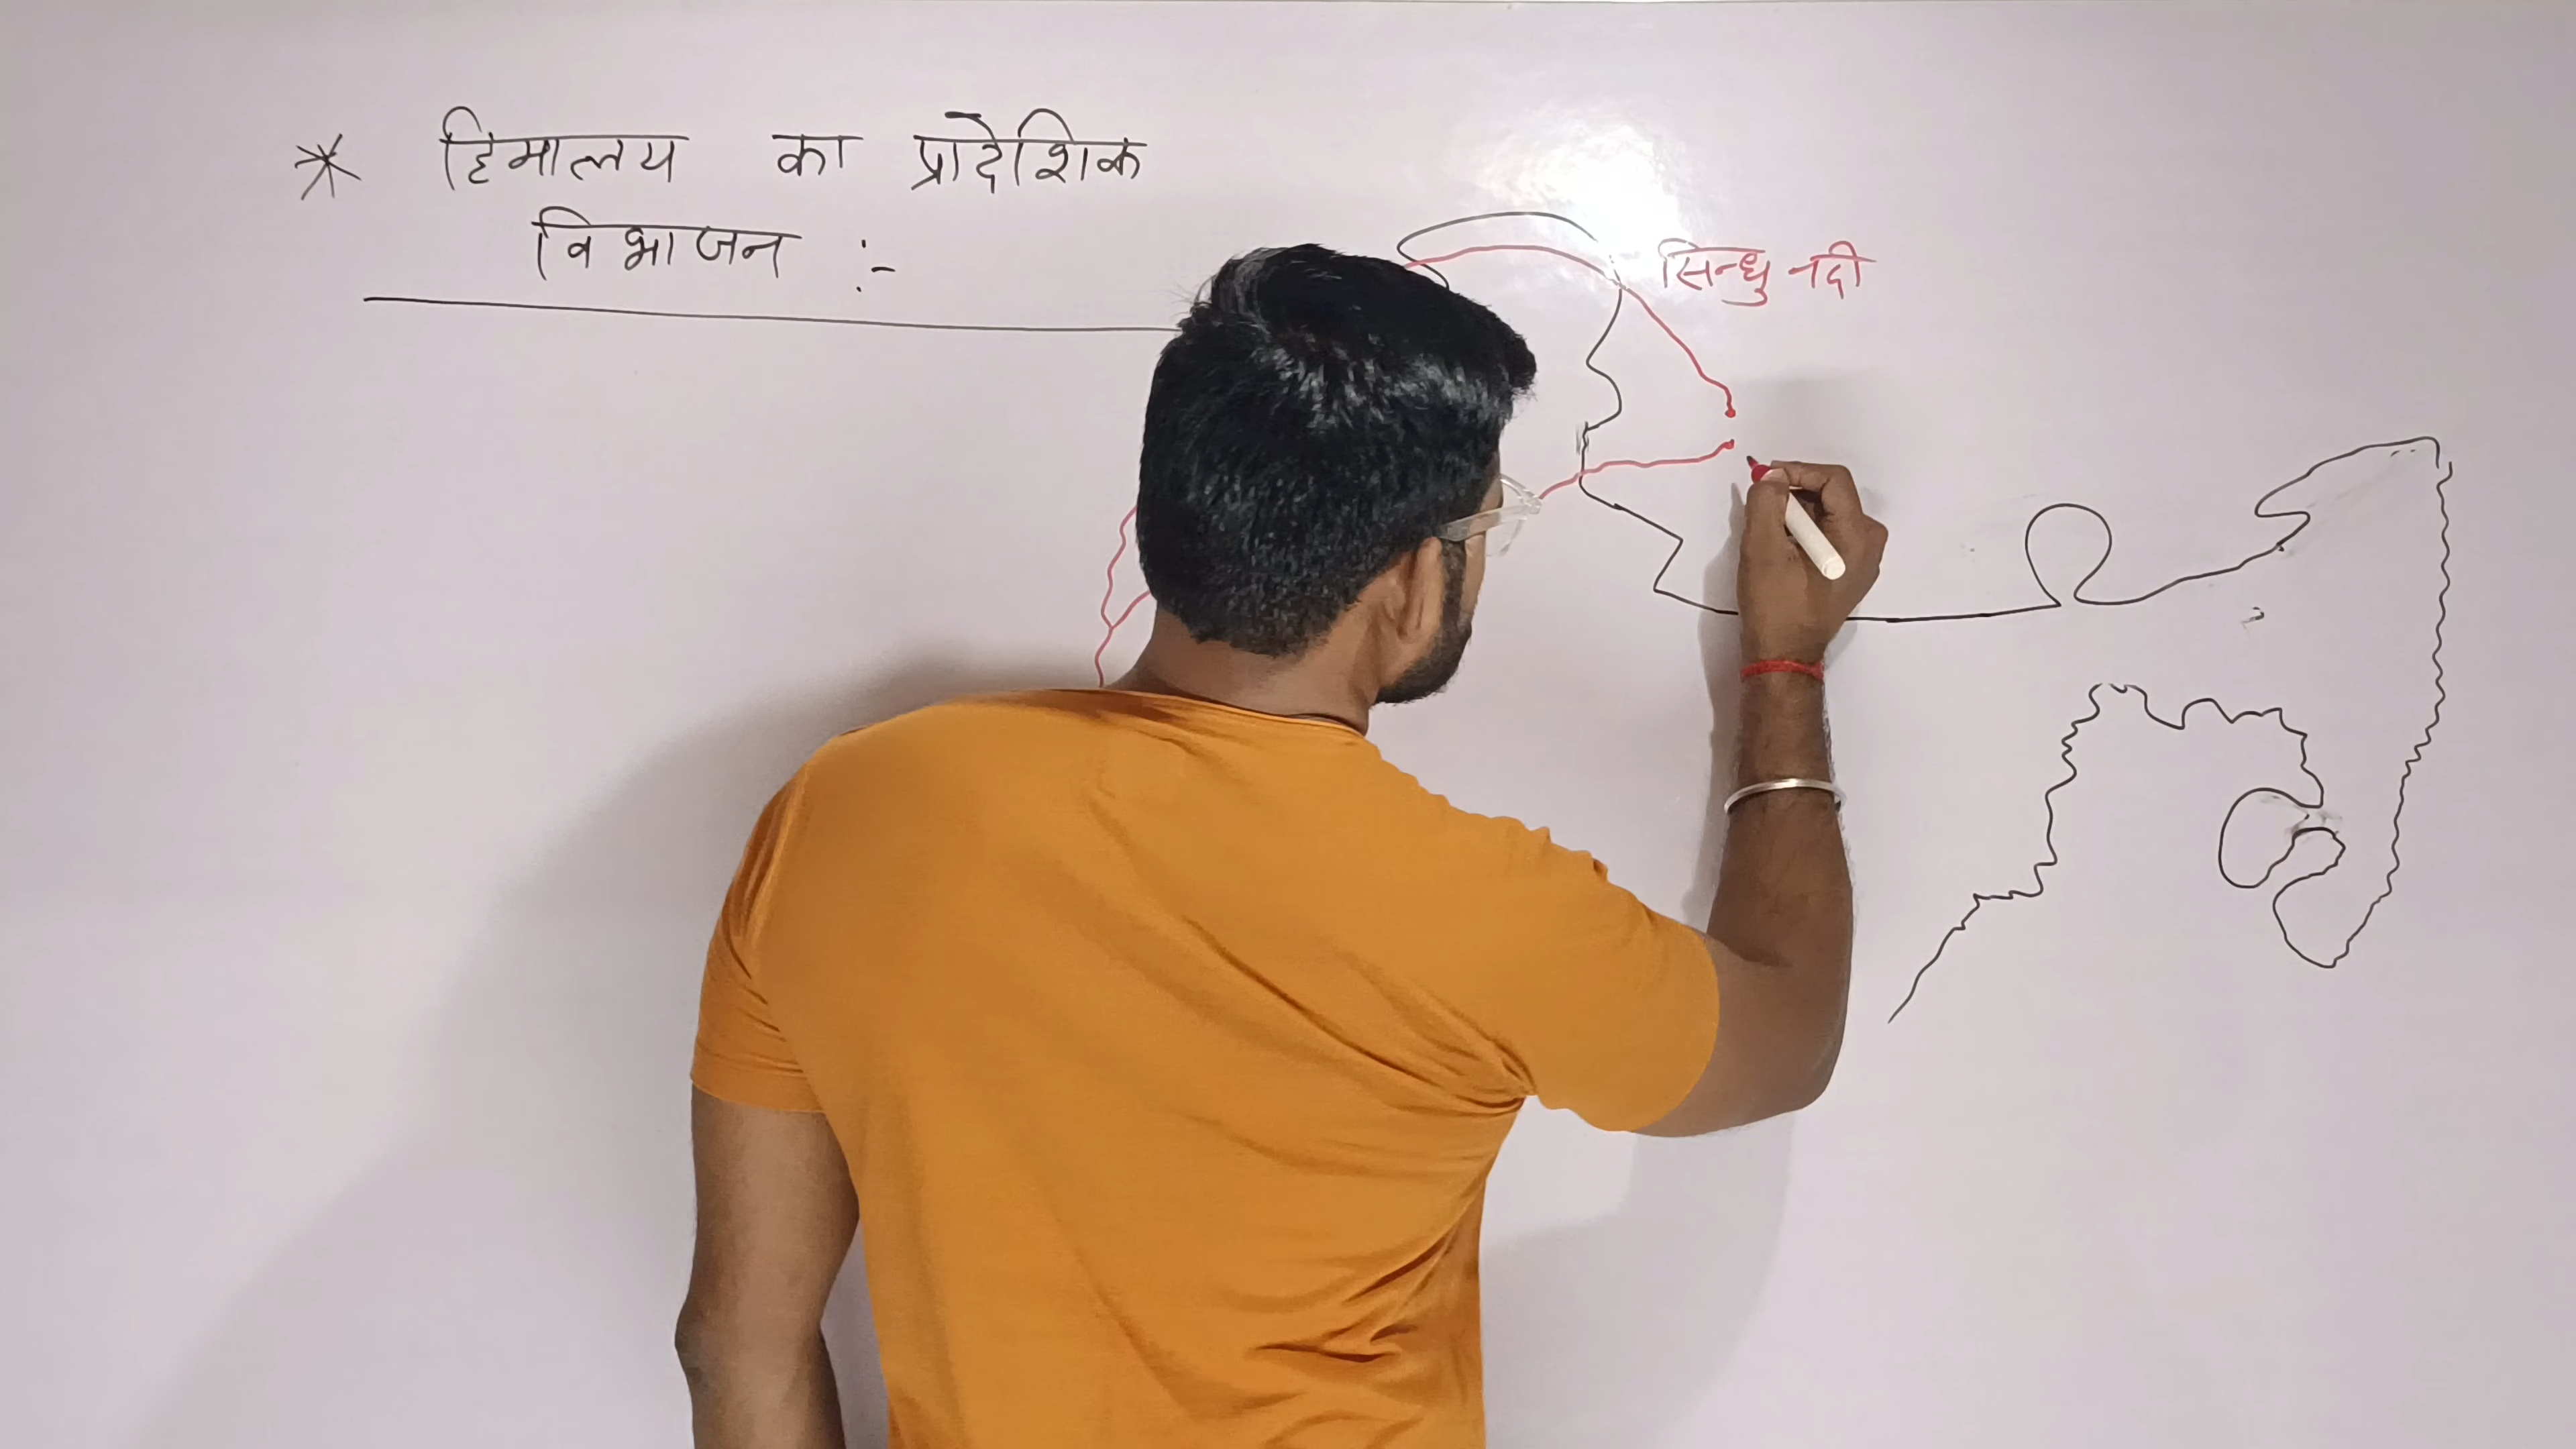 * हिमालय का प्रादेशिक
विभाजन :-
सिन्धु नदी